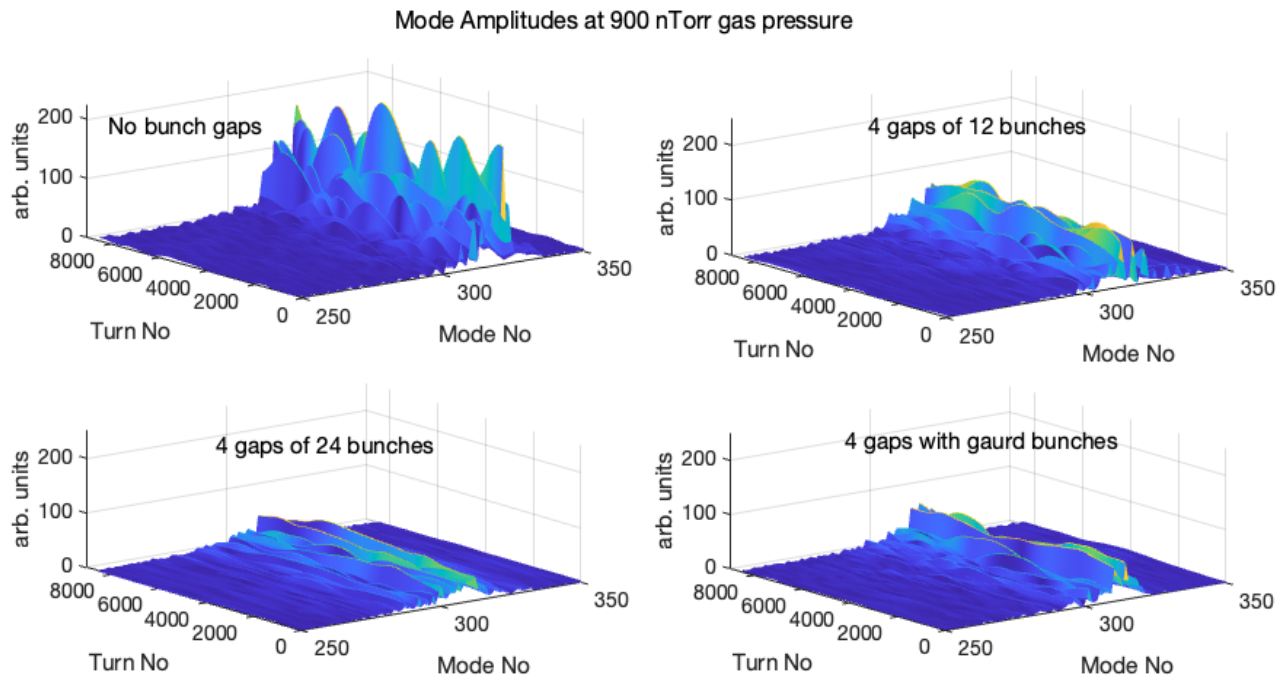 Mode Amplitudes at 900 nTorr gas pressure
No bunch gaps
arb. units
200
100
0
8000
6000
4000
2000
0
Turn No
250
300
350
Mode No
4 gaps of 12 bunches
arb. units
200
100
0
8000
6000
4000
2000
0
Turn No
250
300
350
Mode No
4 gaps of 24 bunches
arb. units
200
100
0
8000
6000
4000
2000
0
Turn No
250
300
350
Mode No
4 gaps with gaurd bunches
arb. units
200
100
0
8000
6000
4000
2000
0
Turn No
250
300
350
Mode No